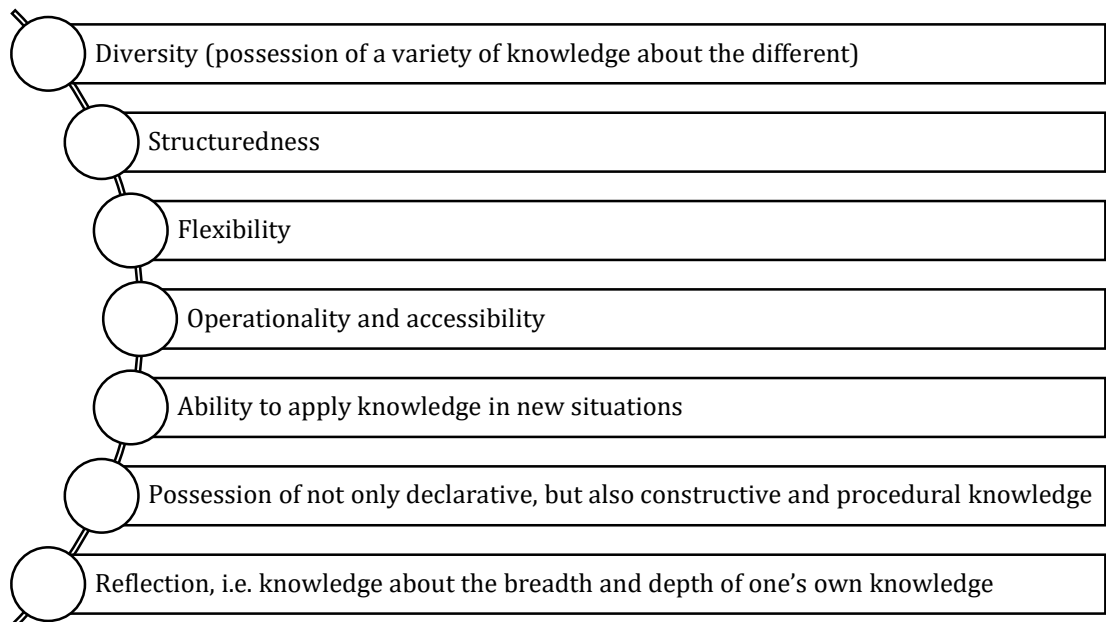 Diversity (possession of a variety of knowledge about the different)
Structuredness
Flexibility
Operationality and accessibility
Ability to apply knowledge in new situations
Possession of not only declarative, but also constructive and procedural knowledge
Reflection, i.e. knowledge about the breadth and depth of one’s own knowledge